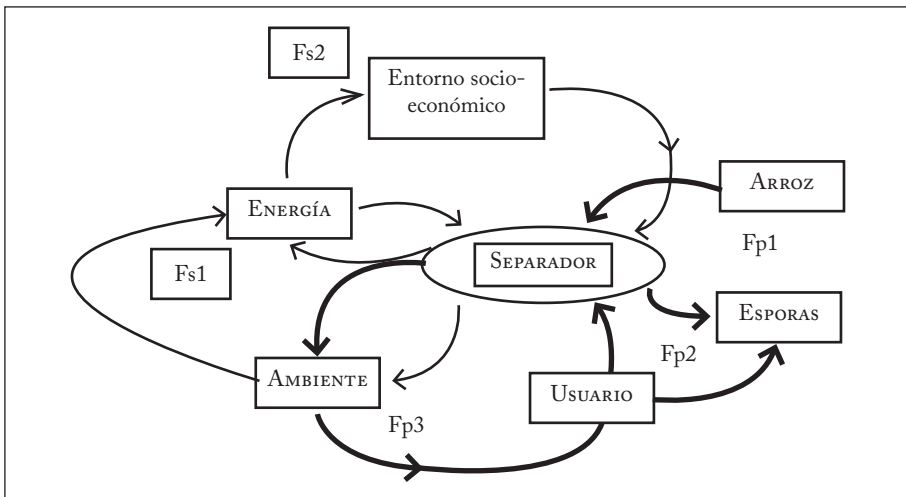 Fs2
Entorno socio-
económico
Arroz
Energía
Fp1
Separador
Fs1
Esporas
Fp2
Ambiente
Usuario
Fp3